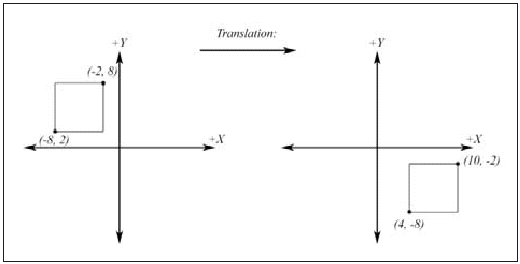 Translation:
+Y
(-2, 8)
(-8, 2)
+X
+Y
+X
(10, -2)
(4, -8)